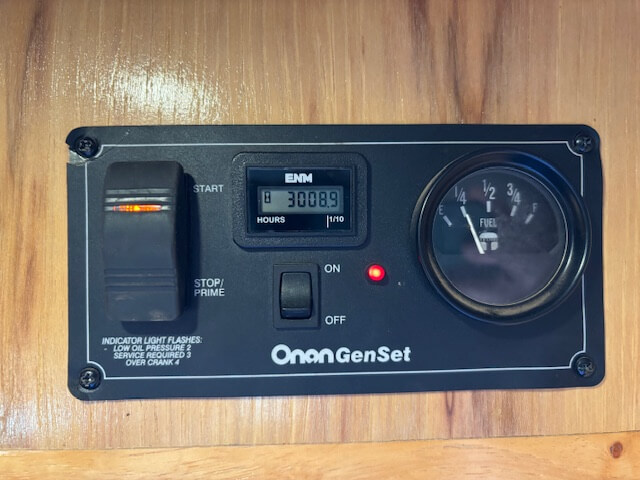 START
STOP/
PRIME
INDICATOR LIGHT FLASHES:
- LOW OIL PRESSURE 2
SERVICE REQUIRED 3
OVER CRANK 4
ENM
8 3008.9
HOURS 1/10
ON
OFF
Onan GenSet
E 1/4 1/2 3/4 F
FUEL